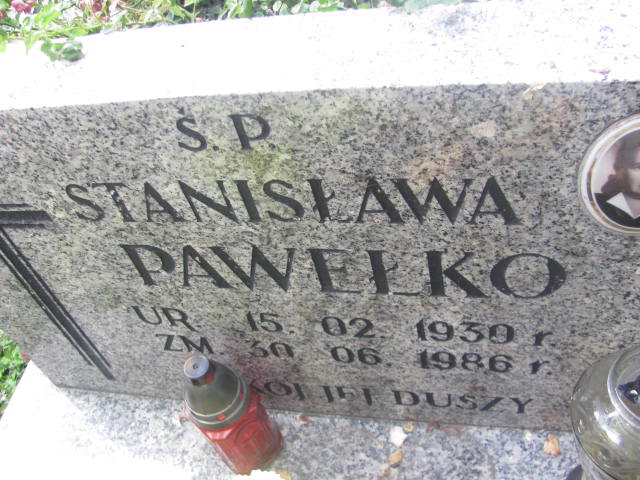 Ś.P.
STANISŁAWA
PAWEŁKO
UR. 15. 02. 1930 r.
ZM. 30. 06. 1986 r.
JEJ DUSZY